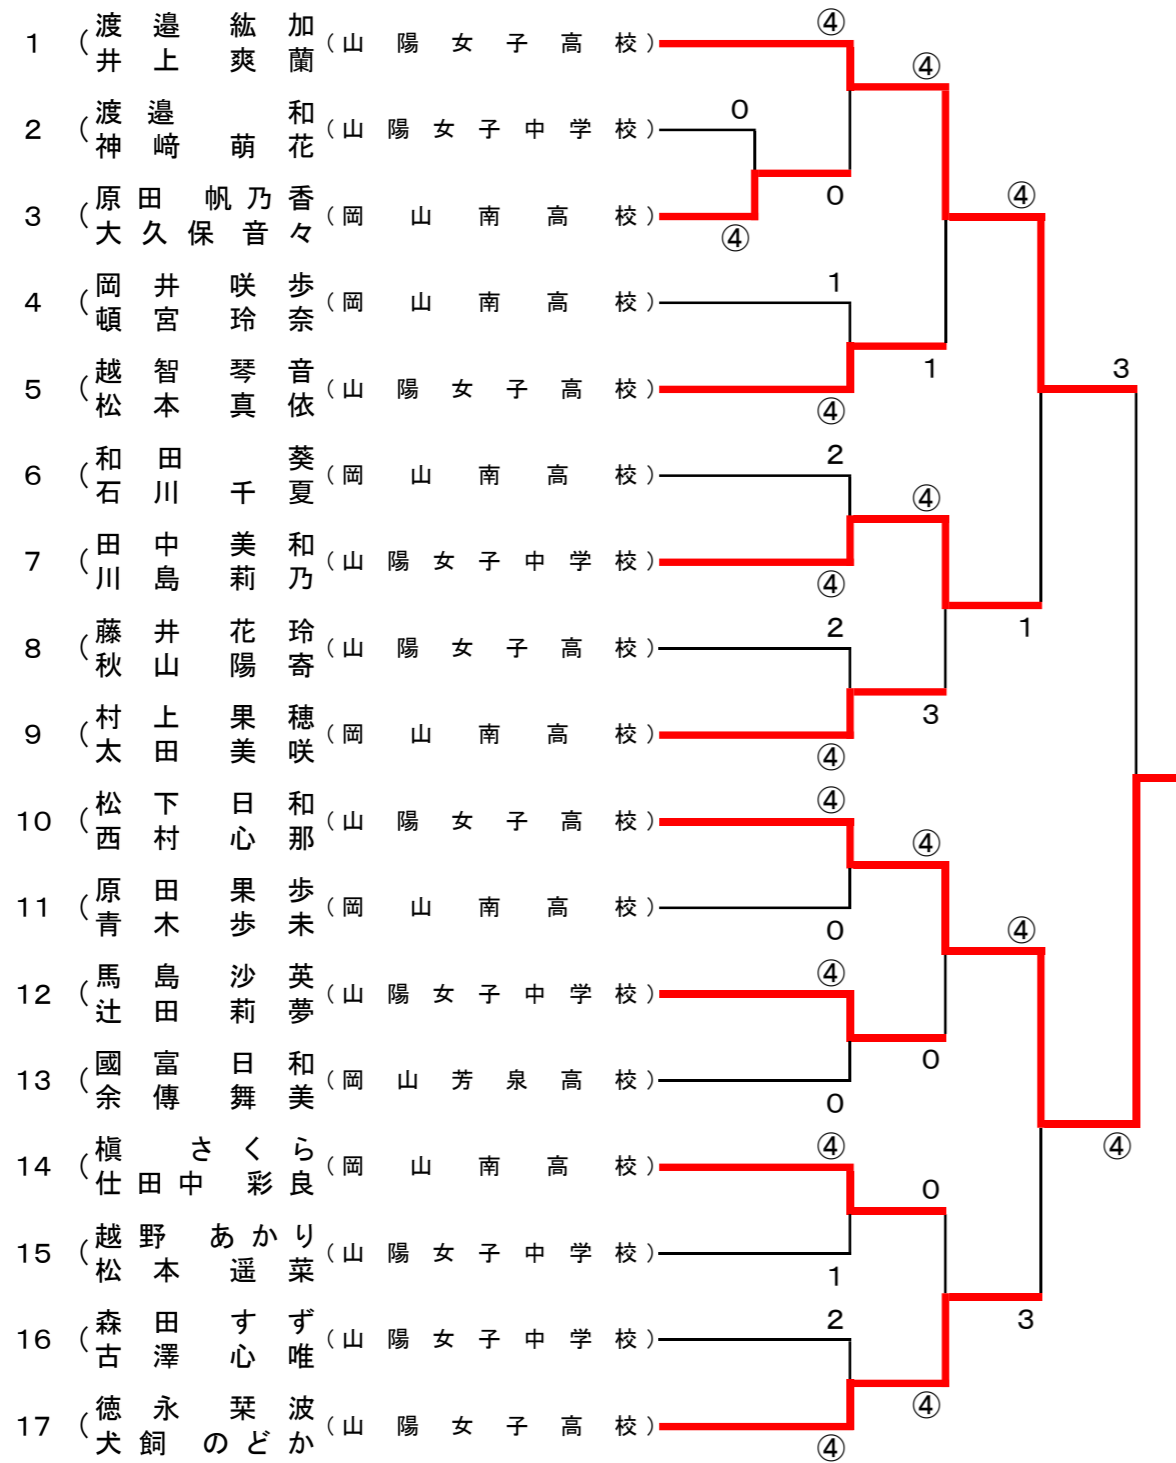 ④
1 ( 渡邉 紘加 ( 山陽女子高校 )
井上 爽蘭
④
0
2 ( 渡邉 和 ( 山陽女子中学校 )
神﨑 萌花
3 ( 原田 帆乃香 ( 岡山南高校 )
大久保 音々
0
④
④
4 ( 岡井 咲歩 ( 岡山南高校 )
頓宮 玲奈
1
5 ( 越智 琴音 ( 山陽女子高校 )
松本 真依
1
3
④
6 ( 和田 葵 ( 岡山南高校 )
石川 千夏
2
④
7 ( 田中 美和 ( 山陽女子中学校 )
川島 莉乃
④
8 ( 藤井 花玲 ( 山陽女子高校 )
秋山 陽寄
2
1
9 ( 村上 果穂 ( 岡山南高校 )
太田 美咲
3
④
10 ( 松下 日和 ( 山陽女子高校 )
西村 心那
④
④
11 ( 原田 果歩 ( 岡山南高校 )
青木 歩未
0
④
12 ( 馬島 沙英 ( 山陽女子中学校 )
辻田 莉夢
④
0
13 ( 國富 日和 ( 岡山芳泉高校 )
余傳 舞美
0
14 ( 槇 さくら ( 岡山南高校 )
仕田中 彩良
④
④
0
15 ( 越野 あかり ( 山陽女子中学校 )
松本 遥菜
1
16 ( 森田 すず ( 山陽女子中学校 )
古澤 心唯
2
3
17 ( 徳永 栞波 ( 山陽女子高校 )
犬飼 のどか
④
④